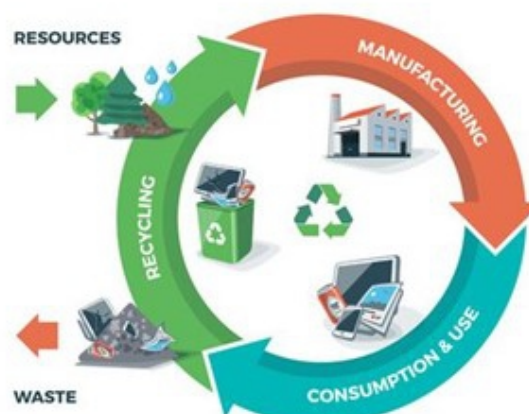 RESOURCES
MANUFACTURING
RECYCLING
CONSUMPTION & USE
WASTE